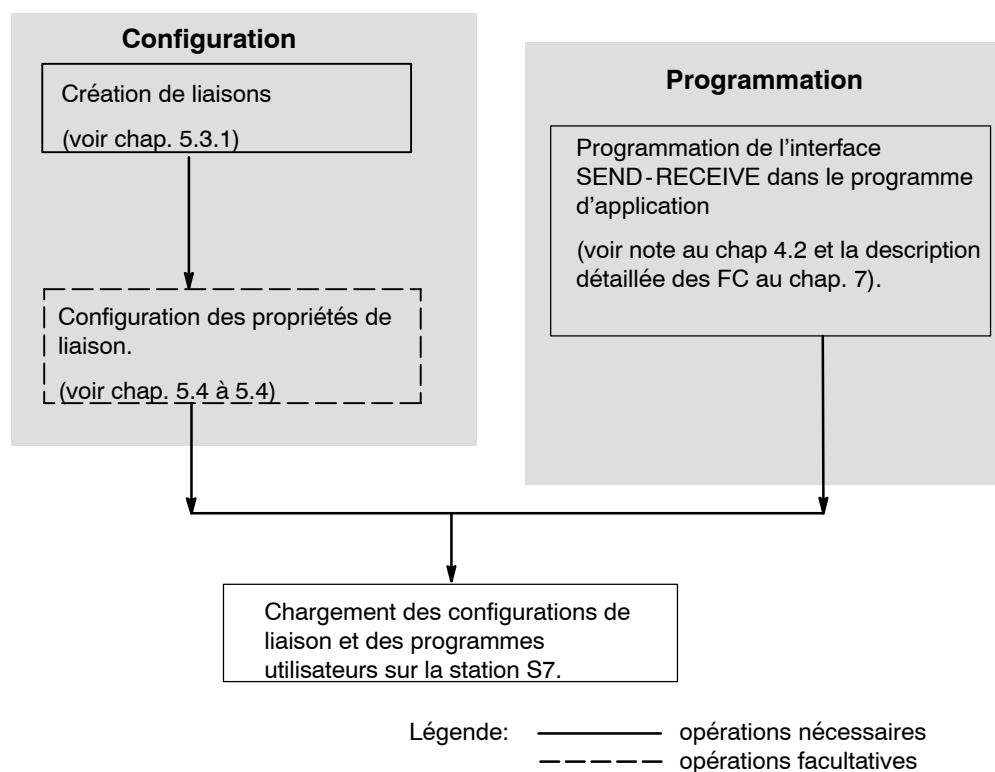 Configuration
Création de liaisons
(voir chap. 5.3.1)
Configuration des propriétés de
liaison.
(voir chap. 5.4 à 5.4)
Programmation
Programmation de l'interface
SEND-RECEIVE dans le programme
d'application
(voir note au chap 4.2 et la description
détaillée des FC au chap. 7).
Chargement des configurations de
liaison et des programmes
utilisateurs sur la station S7.
Légende:
opérations nécessaires
opérations facultatives